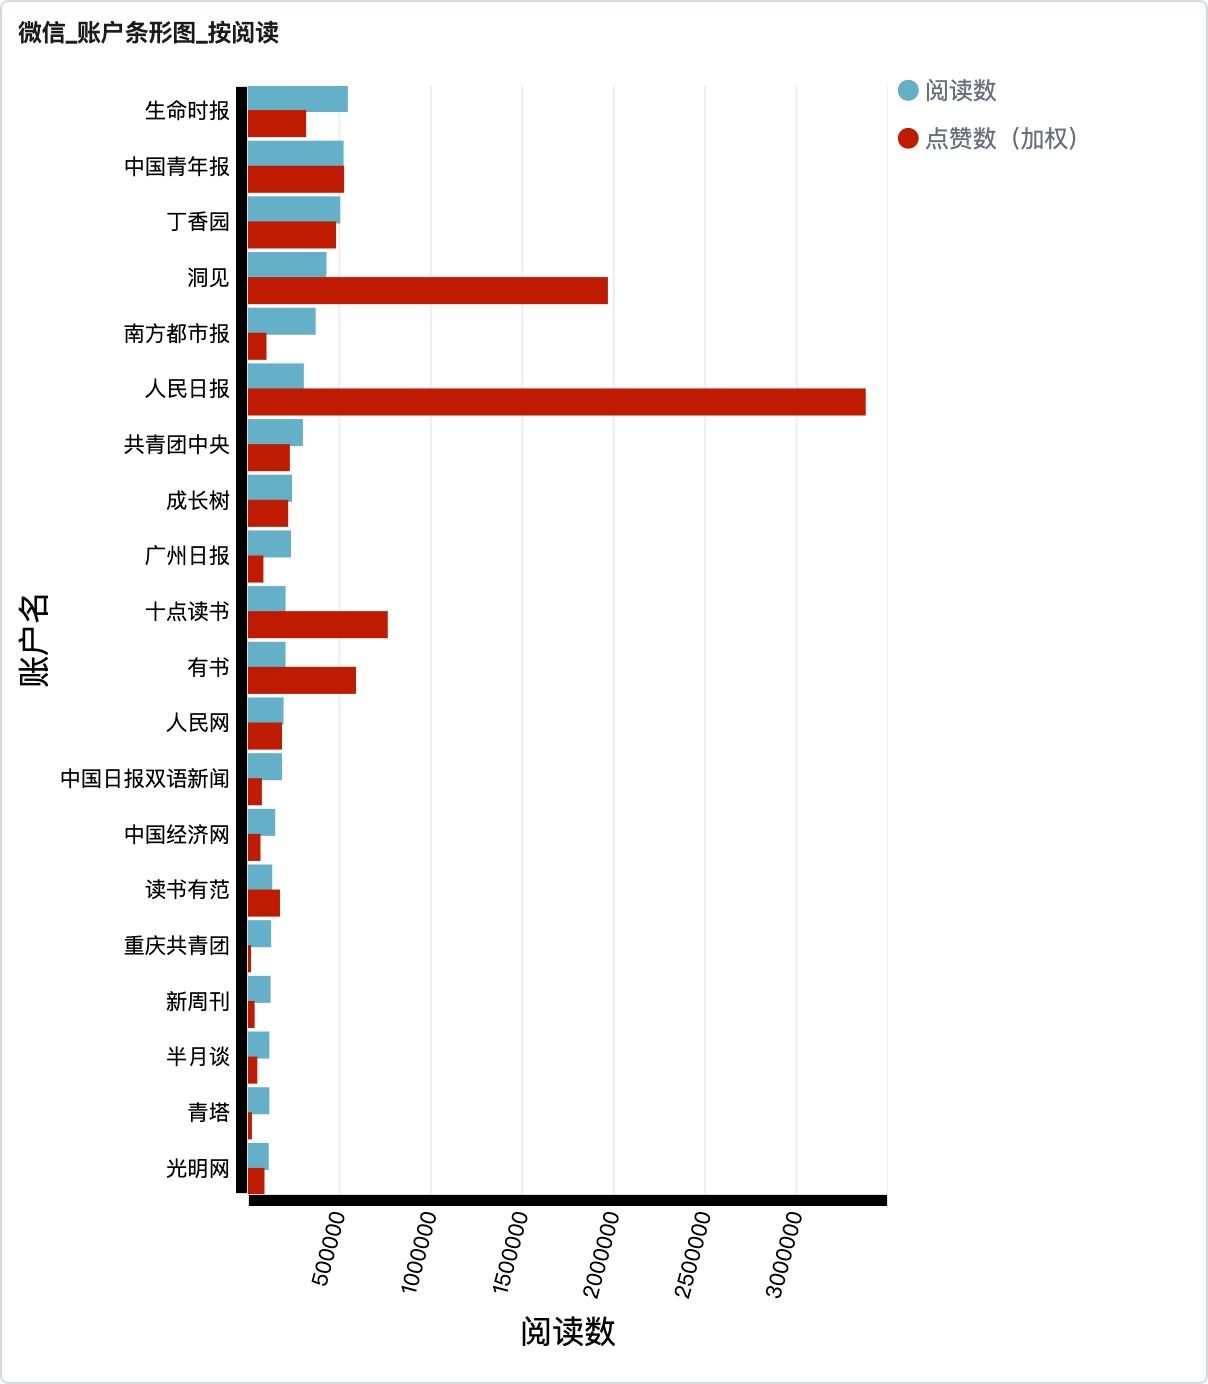 微信_账户条形图_按阅读
阅读数
点赞数（加权）
生命时报
中国青年报
丁香园
洞见
南方都市报
人民日报
共青团中央
成长树
广州日报
十点读书
有书
人民网
中国日报双语新闻
中国经济网
读书有范
重庆共青团
新周刊
半月谈
青塔
光明网
账户名
500000
1000000
1500000
2000000
2500000
3000000
阅读数